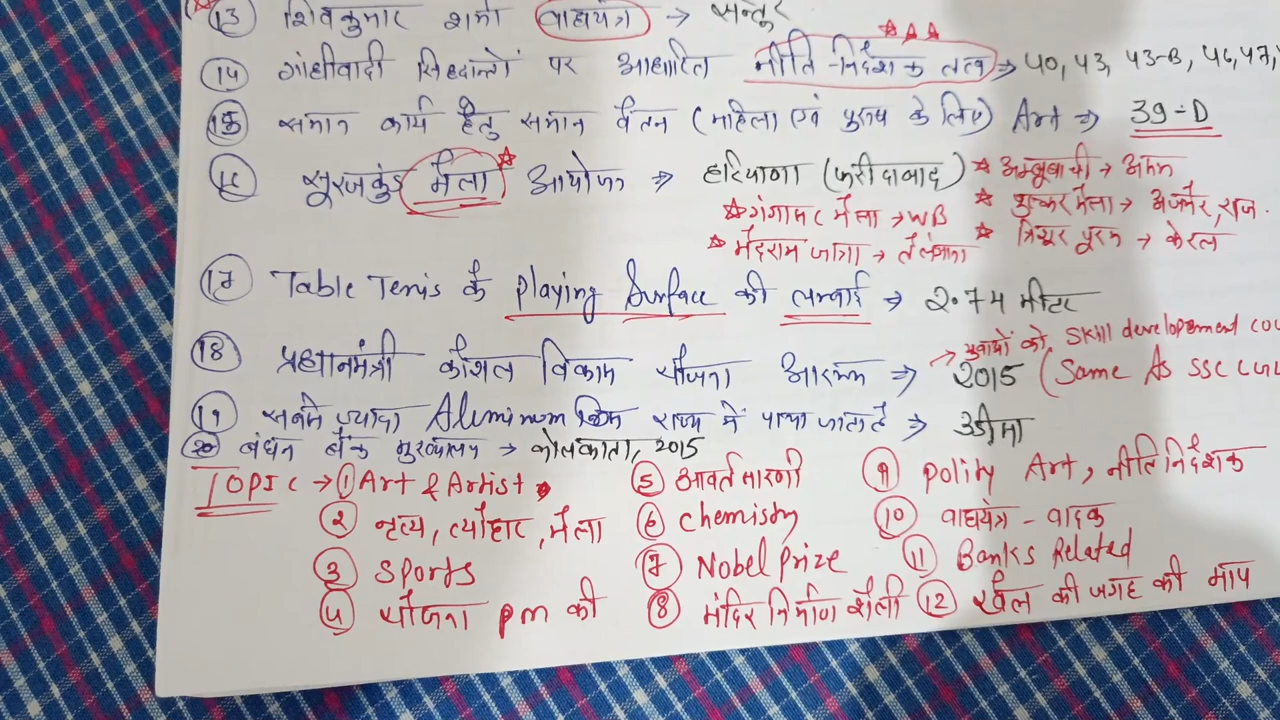 13 शिवकुमार शर्मा वाद्ययंत्र → सन्तूर
14 गांधीवादी सिद्धान्तों पर आधारित नीति-निर्देशक तत्व → 40, 43, 43-B, 46, 47,
15 समान कार्य हेतु समान वेतन (महिला एवं पुरुष के लिए) Art ⇒ 39-D
सूरजकुंड मेला आयोजन ⇒ हरियाणा (फरीदाबाद) * अम्बुबाची → असम
* गंगासागर मेला → WB * पुष्कर मेला → अजमेर, राज.
* मेदाराम जात्रा → तेलंगाना * त्रिशूर पूरम → केरल
17 Table Tenis के playing Surface की लम्बाई → 2.74 मीटर
→ युवाओं को SKIll development cou
18 प्रधानमंत्री कौशल विकास योजना आरम्भ ⇒ 2015 (Same As SSC CGL
19 सबसे ज्यादा Aluminum किस राज्य में पाया जाता है ⇒ उड़ीसा
20 बंधन बैंक मुख्यालय → कोलकाता, 2015
TOPIC → 1 Art & Artist 5 आवर्त सारणी 9 polity Art, नीति निर्देशक
2 नृत्य, त्यौहार, मेला 6 chemistry 10 वाद्ययंत्र - वादक
3 sports 7 Nobel prize 11 Banks Related
4 योजना pm की 8 मंदिर निर्माण शैली 12 खेल की जगह की माप